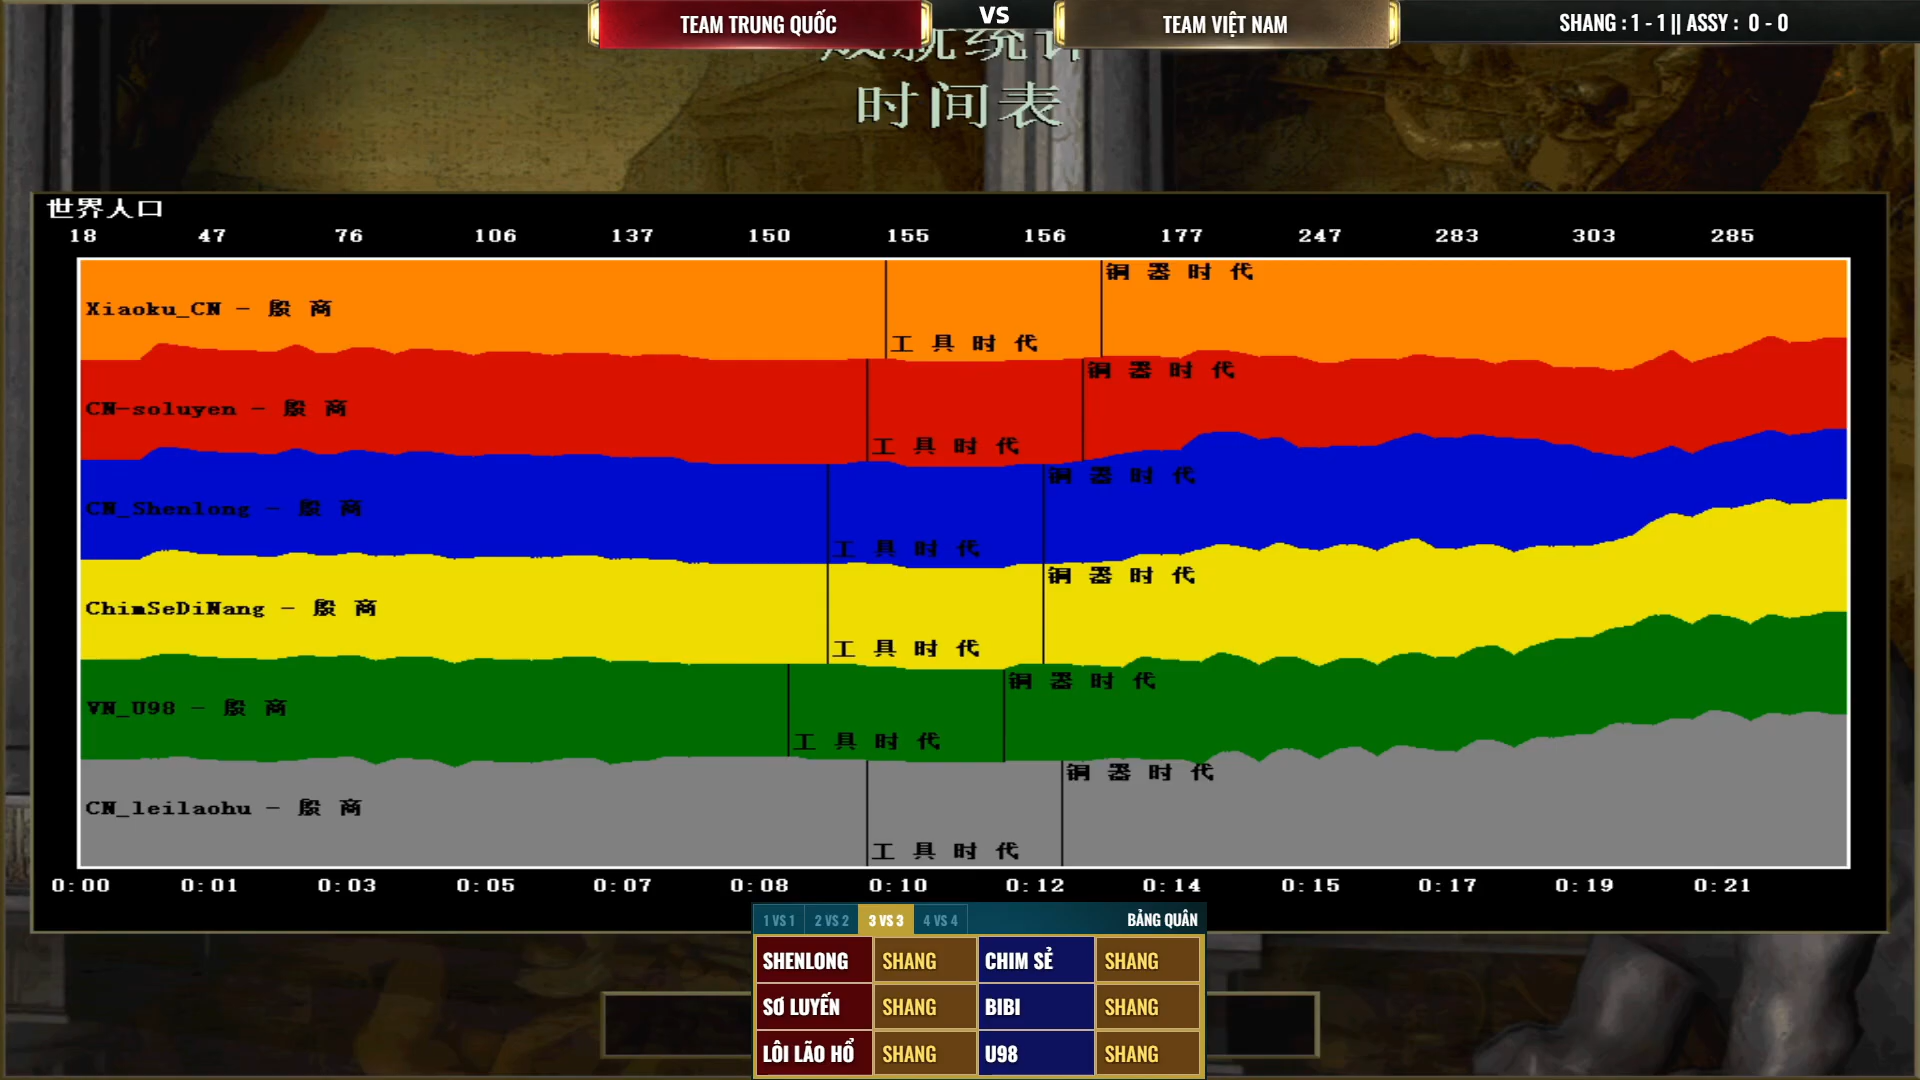 TEAM TRUNG QUỐC
VS
TEAM VIỆT NAM
SHANG : 1 - 1 || ASSY : 0 - 0
成就统计
时间表
世界人口
18 47 76 106 137 150 155 156 177 247 283 303 285
铜器时代
Xiaoku_CN - 殷商
工具时代
铜器时代
CN-soluyen - 殷商
工具时代
铜器时代
CN_Shenlong - 殷商
工具时代
铜器时代
ChimSeDiNang - 殷商
工具时代
铜器时代
VN_U98 - 殷商
工具时代
铜器时代
CN_leilaohu - 殷商
工具时代
0:00 0:01 0:03 0:05 0:07 0:08 0:10 0:12 0:14 0:15 0:17 0:19 0:21
1 VS 1 2 VS 2 3 VS 3 4 VS 4 BẢNG QUÂN
SHENLONG SHANG CHIM SẺ SHANG
SƠ LUYẾN SHANG BIBI SHANG
LÔI LÃO HỔ SHANG U98 SHANG